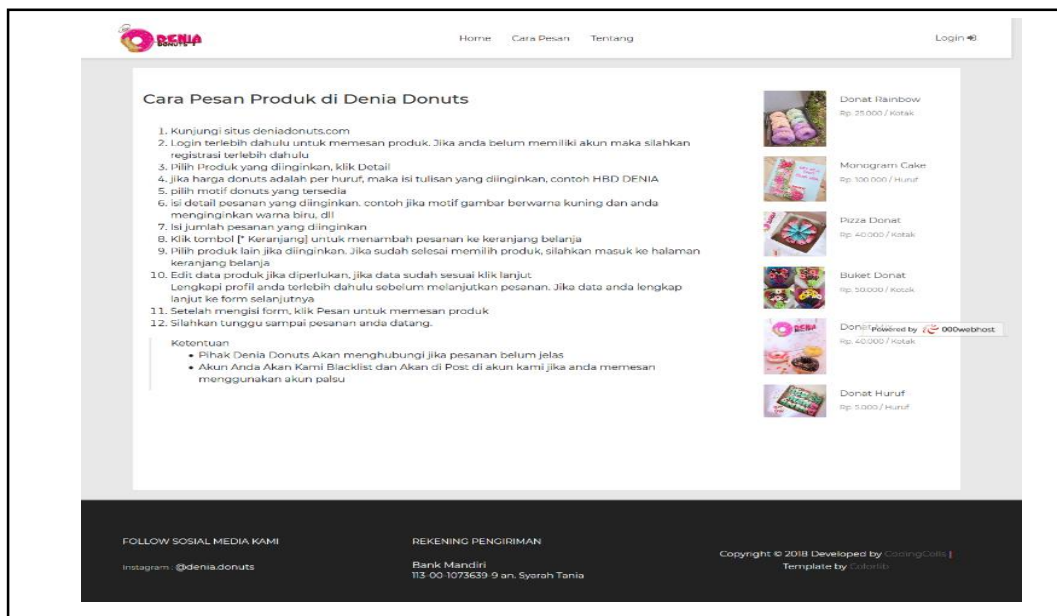 DENIA
DONUTS
Home Cara Pesan Tentang Login
Cara Pesan Produk di Denia Donuts
1. Kunjungi situs deniadonuts.com
2. Login terlebih dahulu untuk memesan produk. Jika anda belum memiliki akun maka silahkan
registrasi terlebih dahulu
3. Pilih Produk yang diinginkan, klik Detail
4. jika harga donuts adalah per huruf, maka isi tulisan yang diinginkan, contoh HBD DENIA
5. pilih motif donuts yang tersedia
6. isi detail pesanan yang diinginkan. contoh jika motif gambar berwarna kuning dan anda
menginginkan warna biru, dll
7. Isi jumlah pesanan yang diinginkan
8. Klik tombol [* Keranjang] untuk menambah pesanan ke keranjang belanja
9. Pilih produk lain jika diinginkan. Jika sudah selesai memilih produk, silahkan masuk ke halaman
keranjang belanja
10. Edit data produk jika diperlukan, jika data sudah sesuai klik lanjut
Lengkapi profil anda terlebih dahulu sebelum melanjutkan pesanan. Jika data anda lengkap
lanjut ke form selanjutnya
11. Setelah mengisi form, klik Pesan untuk memesan produk
12. Silahkan tunggu sampai pesanan anda datang.
Ketentuan
• Pihak Denia Donuts Akan menghubungi jika pesanan belum jelas
• Akun Anda Akan Kami Blacklist dan Akan di Post di akun kami jika anda memesan
menggunakan akun palsu
Donat Rainbow
Rp. 25.000 / Kotak
Monogram Cake
Rp. 100.000 / Huruf
Pizza Donat
Rp. 40.000 / Kotak
Buket Donat
Rp. 50.000 / Kotak
Donat
Powered by 000webhost
Rp. 40.000 / Kotak
Donat Huruf
Rp. 5.000 / Huruf
FOLLOW SOSIAL MEDIA KAMI
Instagram : @denia.donuts
REKENING PENGIRIMAN
Bank Mandiri
113-00-1073639-9 an. Syarah Tania
Copyright © 2018 Developed by CodingColls |
Template by Colorlib